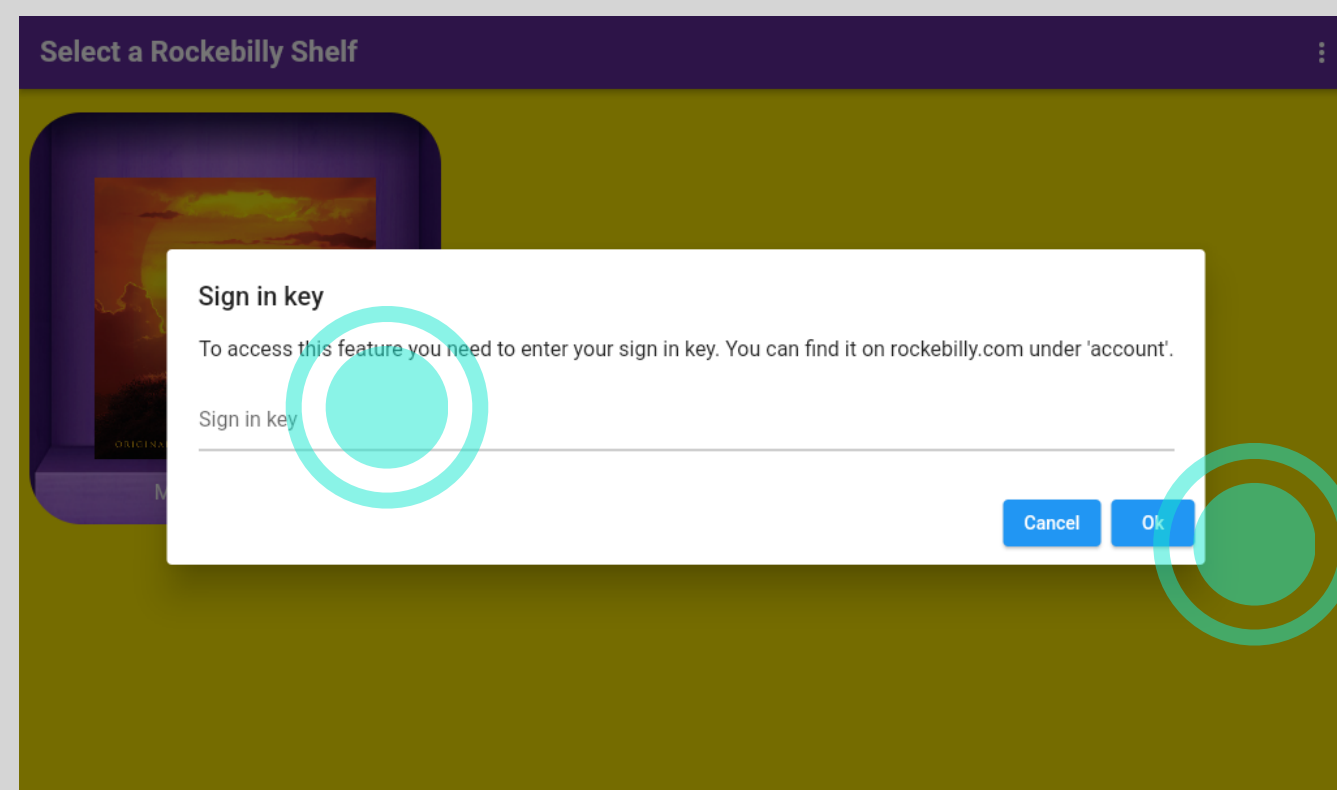 Select a Rockebilly Shelf
Sign in key
To access this feature you need to enter your sign in key. You can find it on rockebilly.com under 'account'.
Sign in key
ORIGINA
M
Cancel
Ok